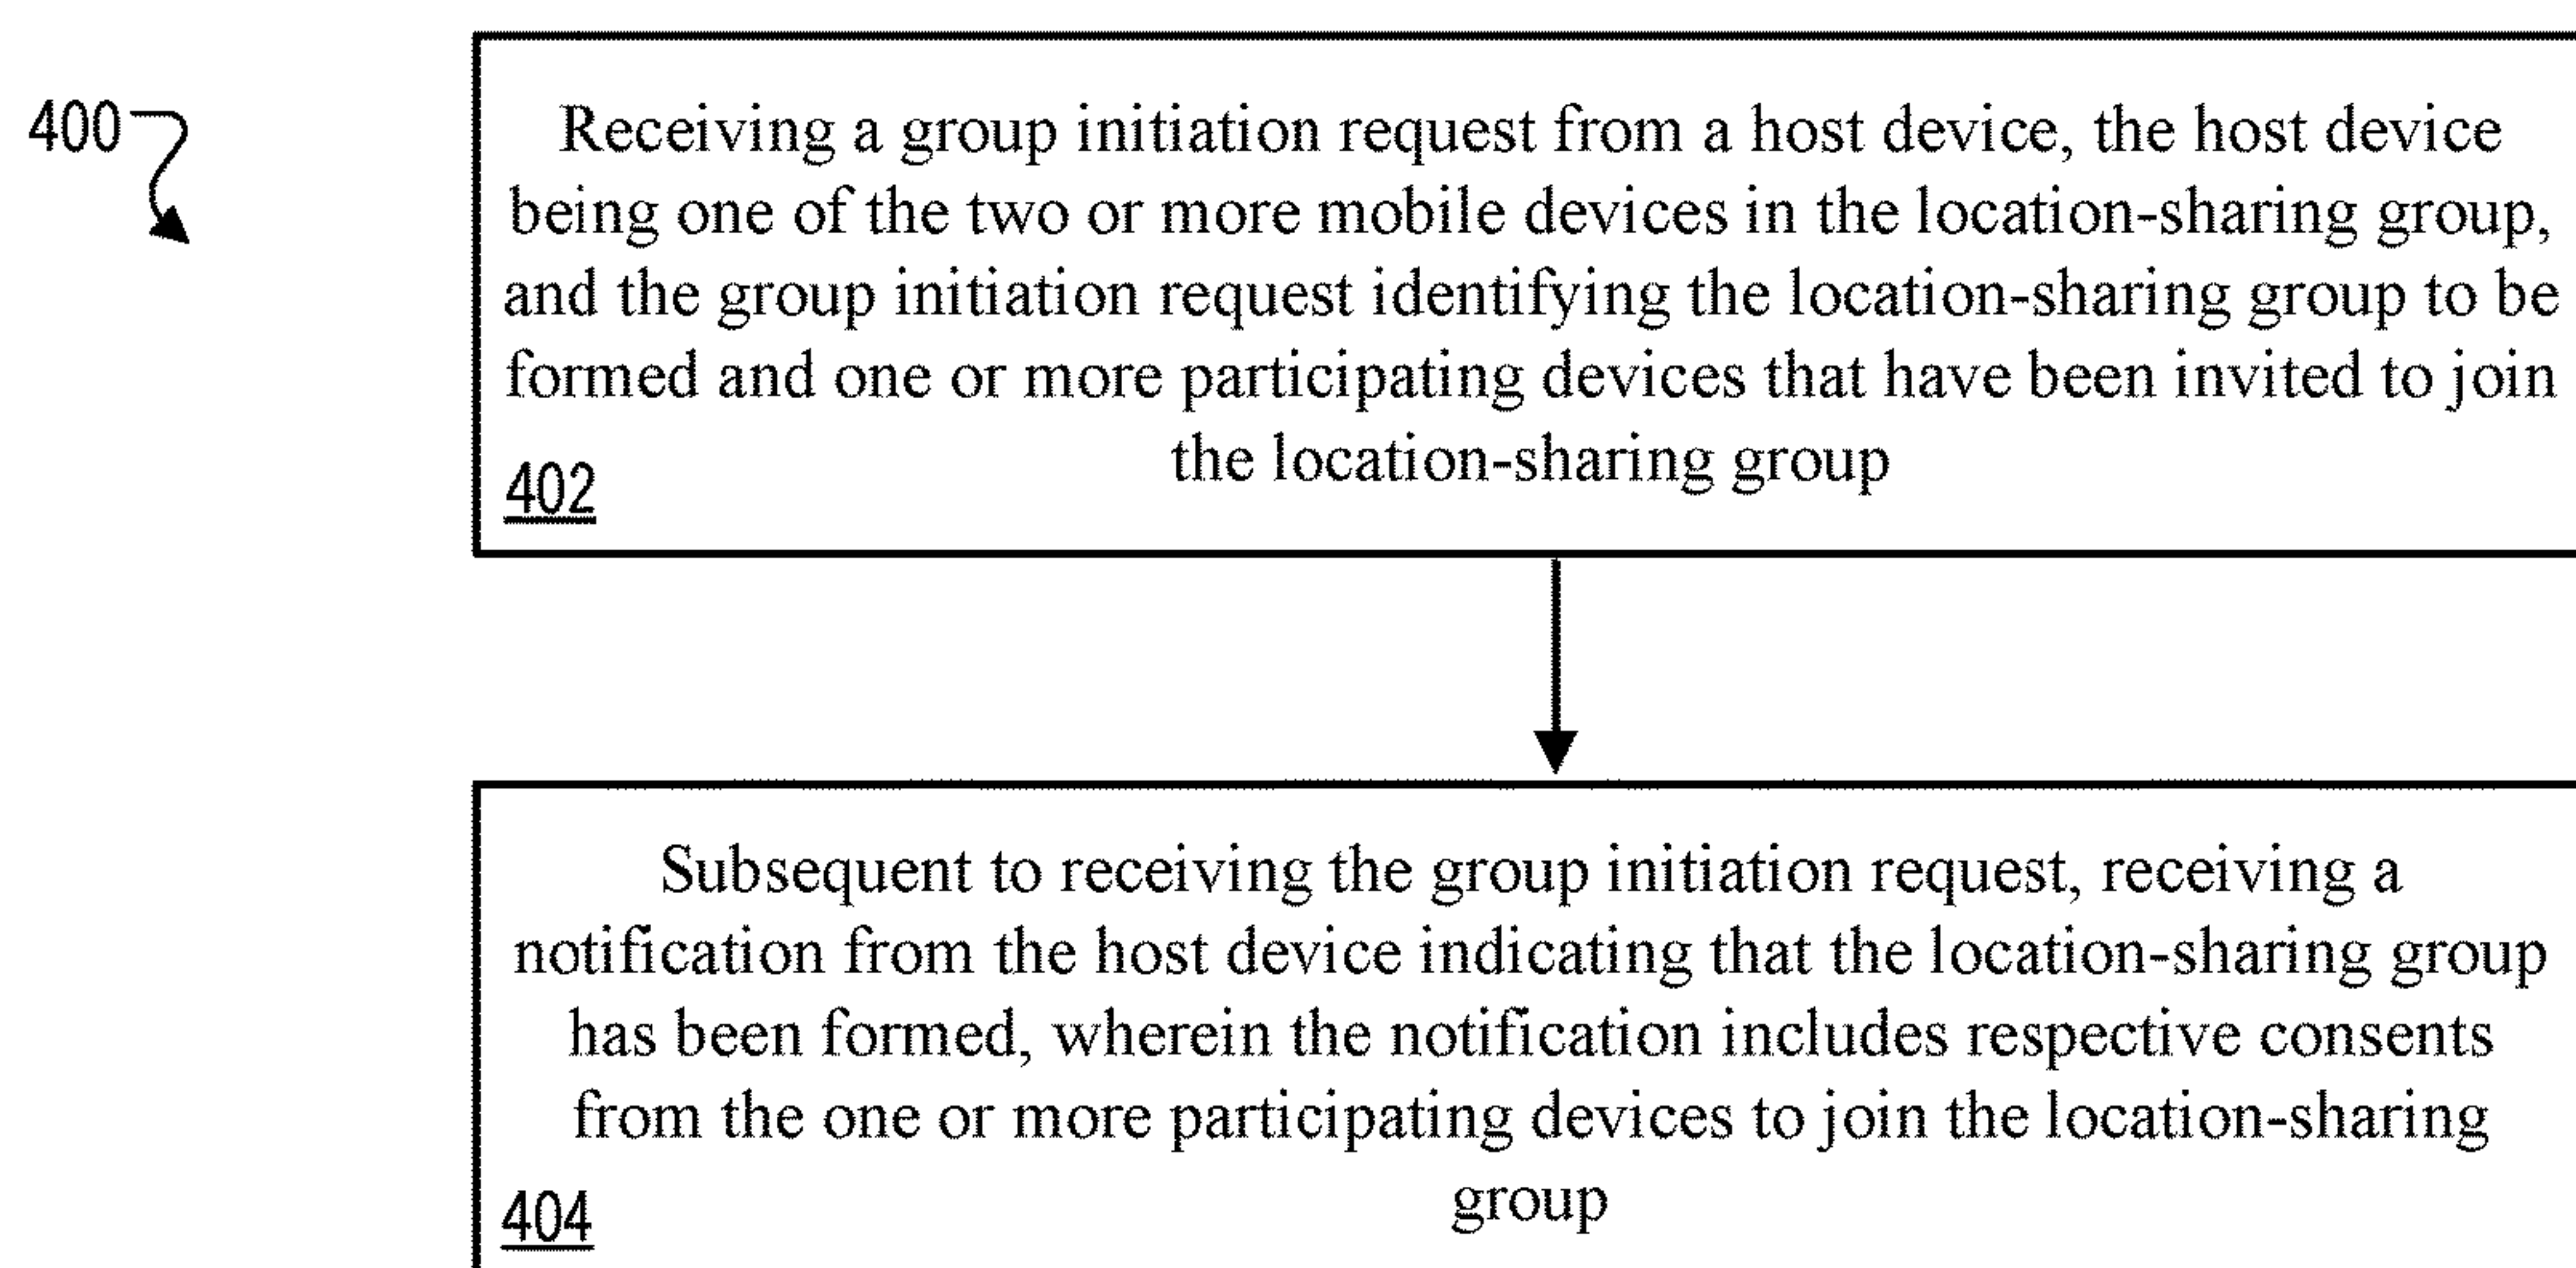 400
Receiving a group initiation request from a host device, the host device
being one of the two or more mobile devices in the location-sharing group,
and the group initiation request identifying the location-sharing group to be
formed and one or more participating devices that have been invited to join
the location-sharing group
402
Subsequent to receiving the group initiation request, receiving a
notification from the host device indicating that the location-sharing group
has been formed, wherein the notification includes respective consents
from the one or more participating devices to join the location-sharing
group
404